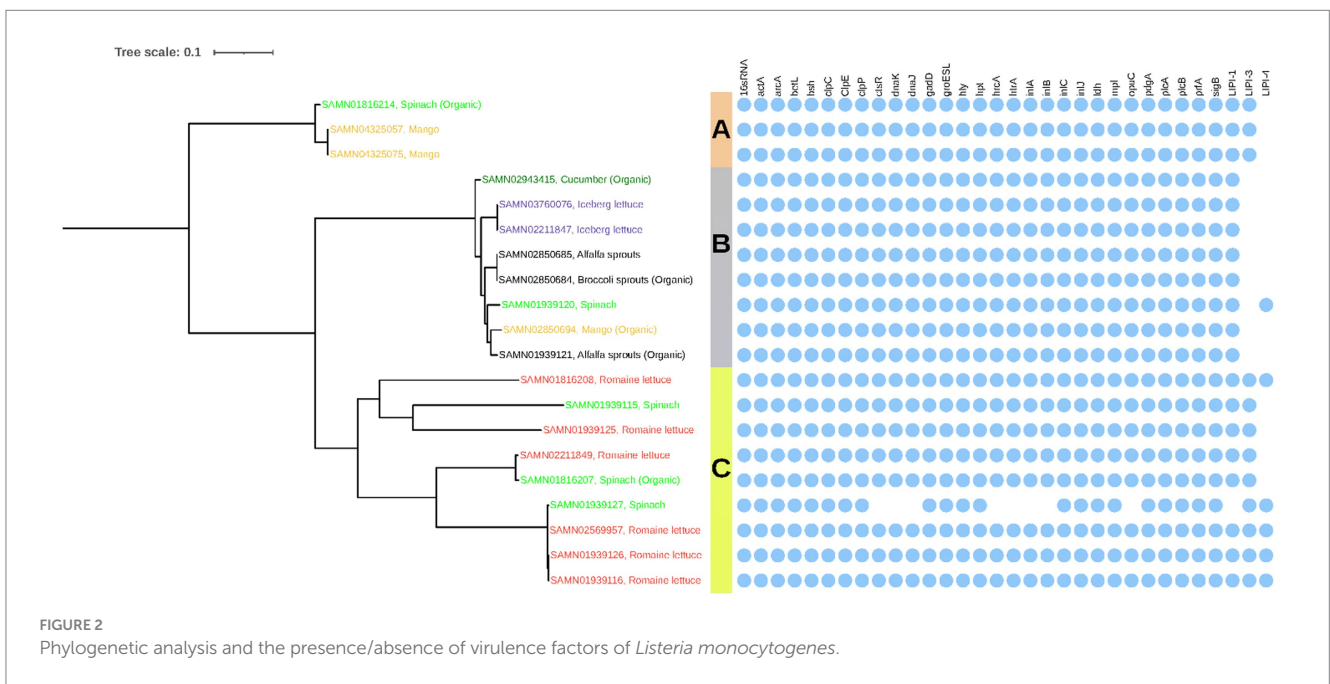 Tree scale: 0.1
16sRNA
actA
arcA
bctL
bsh
clpC
ClpE
clpP
ctsR
dnaK
dnaJ
gadD
groESL
hly
hpl
hrcA
htrA
inlA
inlB
inlC
inlJ
ldh
mpl
opuC
pdgA
plcA
plcB
prfA
sigB
LIPI-1
LIPI-3
LIPI-4
SAMN01816214, Spinach (Organic)
SAMN04325057, Mango
A
SAMN04325075, Mango
SAMN02943415, Cucumber (Organic)
SAMN03760076, Iceberg lettuce
SAMN02211847, Iceberg lettuce
B
SAMN02850685, Alfalfa sprouts
SAMN02850684, Broccoli sprouts (Organic)
SAMN01939120, Spinach
SAMN02850694, Mango (Organic)
SAMN01939121, Alfalfa sprouts (Organic)
SAMN01816208, Romaine lettuce
SAMN01939115, Spinach
SAMN01939125, Romaine lettuce
SAMN02211849, Romaine lettuce
C
SAMN01816207, Spinach (Organic)
SAMN01939127, Spinach
SAMN02569957, Romaine lettuce
SAMN01939126, Romaine lettuce
SAMN01939116, Romaine lettuce
FIGURE 2
Phylogenetic analysis and the presence/absence of virulence factors of Listeria monocytogenes.